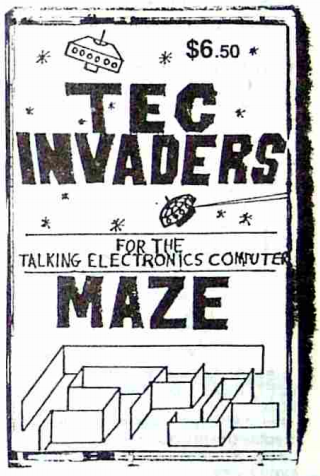 $6.50
TEC
INVADERS
FOR THE
TALKING ELECTRONICS COMPUTER
MAZE